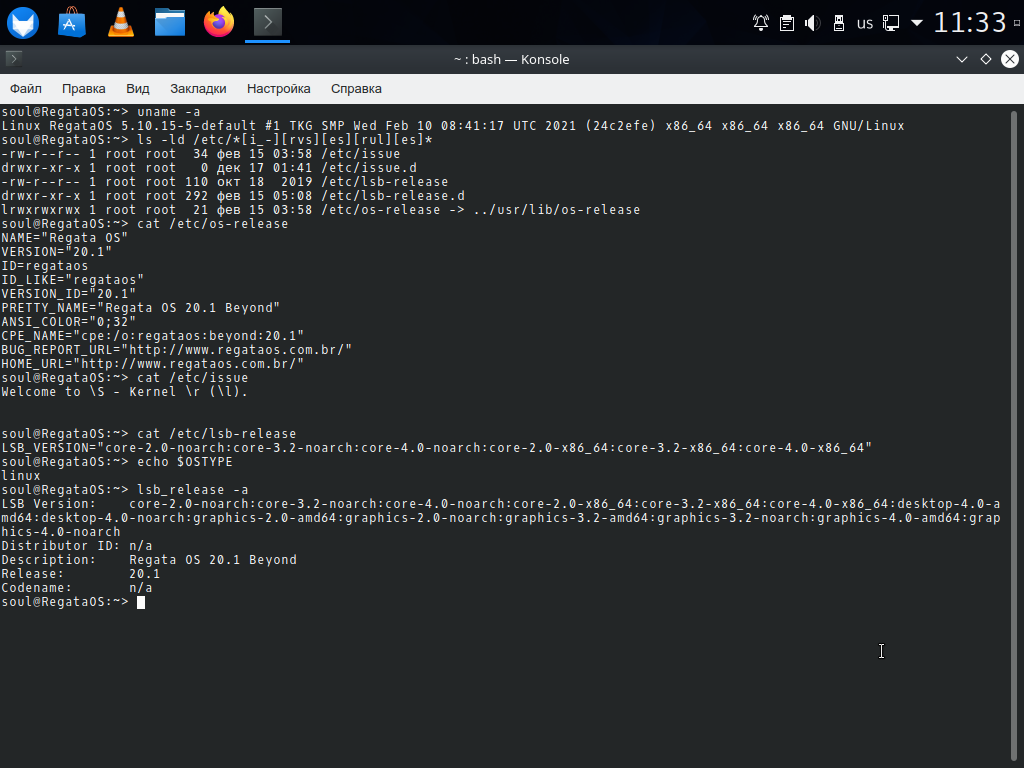 us 11:33
~ : bash — Konsole
Файл Правка Вид Закладки Настройка Справка
soul@RegataOS:~> uname -a
Linux RegataOS 5.10.15-5-default #1 TKG SMP Wed Feb 10 08:41:17 UTC 2021 (24c2efe) x86_64 x86_64 x86_64 GNU/Linux
soul@RegataOS:~> ls -ld /etc/*[i_-][rvs][es][rul][es]*
-rw-r--r-- 1 root root  34 фев 15 03:58 /etc/issue
drwxr-xr-x 1 root root   0 дек 17 01:41 /etc/issue.d
-rw-r--r-- 1 root root 110 окт 18  2019 /etc/lsb-release
drwxr-xr-x 1 root root 292 фев 15 05:08 /etc/lsb-release.d
lrwxrwxrwx 1 root root  21 фев 15 03:58 /etc/os-release -> ../usr/lib/os-release
soul@RegataOS:~> cat /etc/os-release
NAME="Regata OS"
VERSION="20.1"
ID=regataos
ID_LIKE="regataos"
VERSION_ID="20.1"
PRETTY_NAME="Regata OS 20.1 Beyond"
ANSI_COLOR="0;32"
CPE_NAME="cpe:/o:regataos:beyond:20.1"
BUG_REPORT_URL="http://www.regataos.com.br/"
HOME_URL="http://www.regataos.com.br/"
soul@RegataOS:~> cat /etc/issue
Welcome to \S - Kernel \r (\l).
soul@RegataOS:~> cat /etc/lsb-release
LSB_VERSION="core-2.0-noarch:core-3.2-noarch:core-4.0-noarch:core-2.0-x86_64:core-3.2-x86_64:core-4.0-x86_64"
soul@RegataOS:~> echo $OSTYPE
linux
soul@RegataOS:~> lsb_release -a
LSB Version:    core-2.0-noarch:core-3.2-noarch:core-4.0-noarch:core-2.0-x86_64:core-3.2-x86_64:core-4.0-x86_64:desktop-4.0-a
md64:desktop-4.0-noarch:graphics-2.0-amd64:graphics-2.0-noarch:graphics-3.2-amd64:graphics-3.2-noarch:graphics-4.0-amd64:grap
hics-4.0-noarch
Distributor ID: n/a
Description:    Regata OS 20.1 Beyond
Release:        20.1
Codename:       n/a
soul@RegataOS:~>